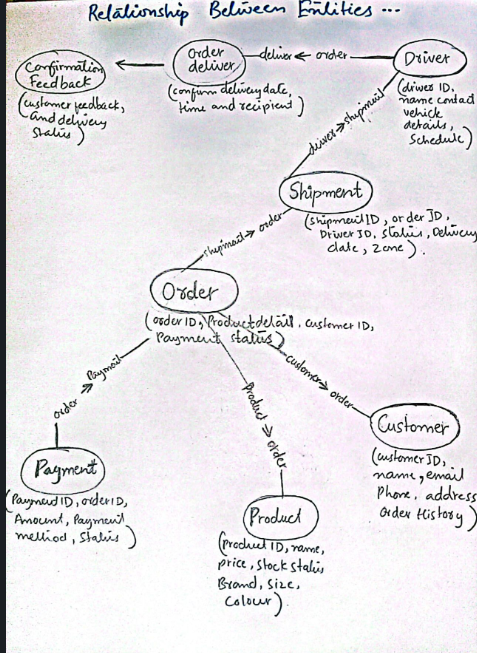 Relationship Between Entities ...
Confirmation
Feedback
(customer feedback,
and delivery
status)
Order
deliver
(confirm delivery date,
time and recipient)
deliver ← order
Driver
(driver ID,
name contact
vehicle
details,
Schedule)
driver → shipmail
Shipment
(shipment ID, order ID,
Driver ID, Status, Delivery
date, Zone).
shipmail → order
Order
(order ID, Product detail, customer ID,
Payment status)
order → Paymail
Product → order
customer → order
Payment
(Payment ID, order ID,
Amount, Payment
method, Status)
Product
(product ID, name,
price, stock status
Brand, Size,
Colour).
Customer
(customer ID,
name, email
Phone, address
Order History)